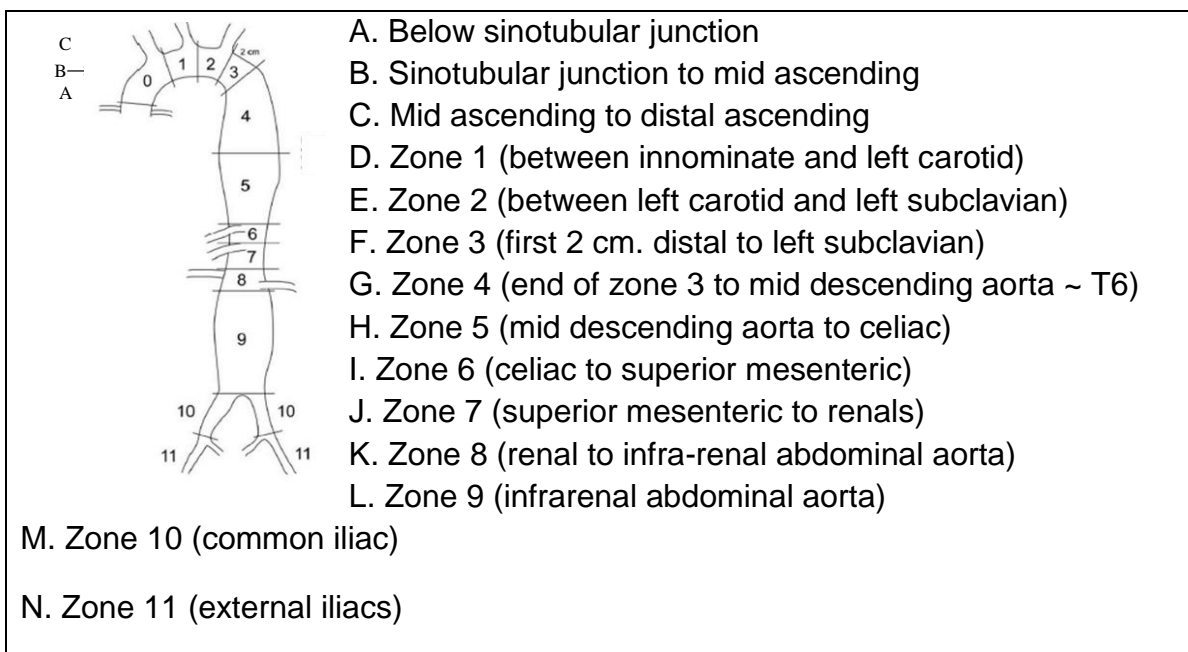 C
B
A
0
1
2
3
2 cm
4
5
6
7
8
9
10
10
11
11
A. Below sinotubular junction
B. Sinotubular junction to mid ascending
C. Mid ascending to distal ascending
D. Zone 1 (between innominate and left carotid)
E. Zone 2 (between left carotid and left subclavian)
F. Zone 3 (first 2 cm. distal to left subclavian)
G. Zone 4 (end of zone 3 to mid descending aorta ~ T6)
H. Zone 5 (mid descending aorta to celiac)
I. Zone 6 (celiac to superior mesenteric)
J. Zone 7 (superior mesenteric to renals)
K. Zone 8 (renal to infra-renal abdominal aorta)
L. Zone 9 (infrarenal abdominal aorta)
M. Zone 10 (common iliac)
N. Zone 11 (external iliacs)